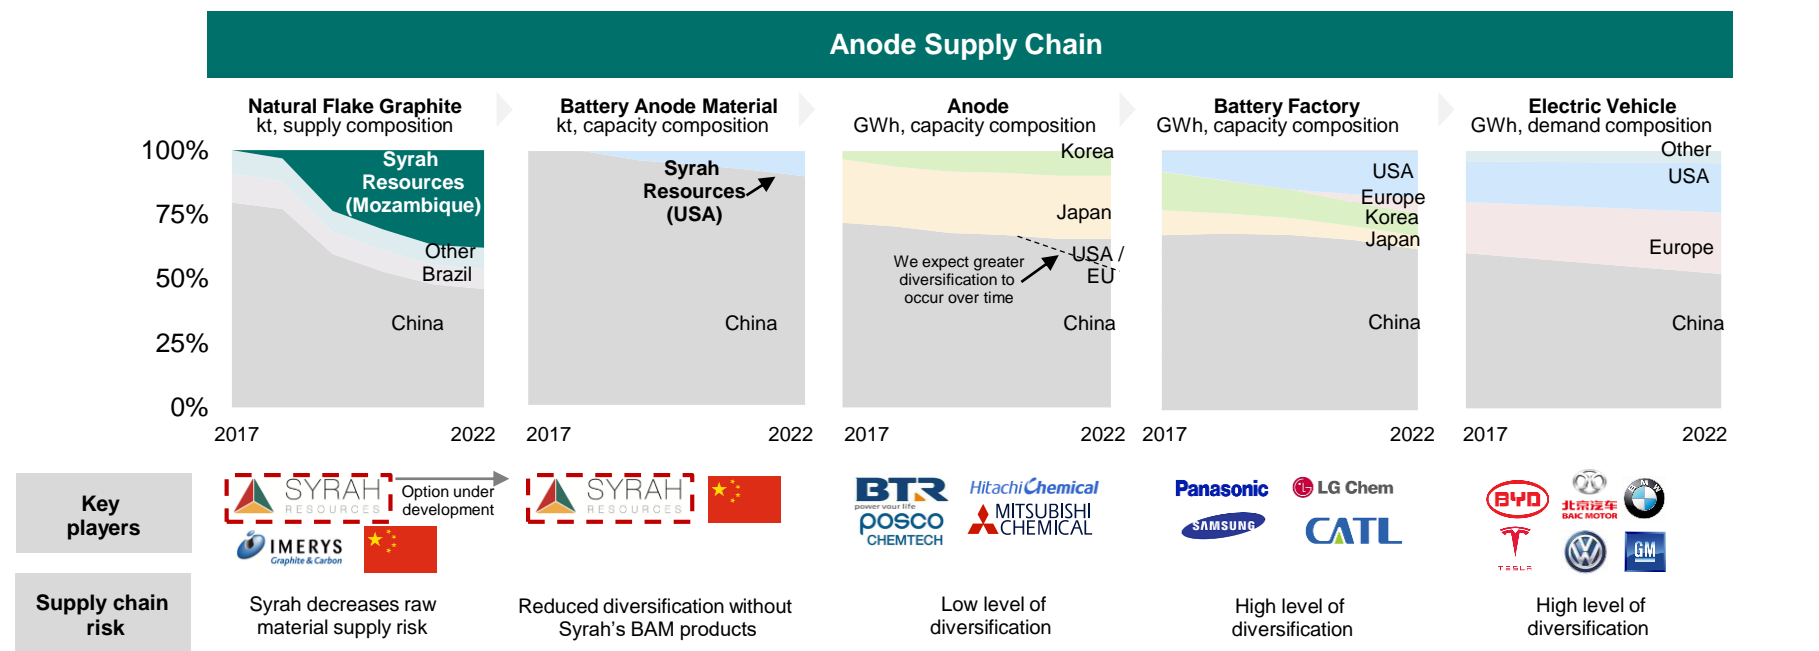 Anode Supply Chain
Natural Flake Graphite
kt, supply composition
Battery Anode Material
kt, capacity composition
Anode
GWh, capacity composition
Battery Factory
GWh, capacity composition
Electric Vehicle
GWh, demand composition
100%
75%
50%
25%
0%
Syrah
Resources
(Mozambique)
Other
Brazil
China
2017
2022
Syrah
Resources
(USA)
China
2017
2022
Korea
Japan
USA /
EU
We expect greater
diversification to
occur over time
China
2017
2022
USA
Europe
Korea
Japan
China
2017
2022
Other
USA
Europe
China
2017
2022
Key
players
SYRAH
RESOURCES
Option under
development
IMERYS
Graphite & Carbon
SYRAH
RESOURCES
BTR
power your life
posco
CHEMTECH
Hitachi Chemical
MITSUBISHI
CHEMICAL
Panasonic
LG Chem
SAMSUNG
CATL
BYD
北京汽车
BAIC MOTOR
BMW
TESLA
GM
Supply chain
risk
Syrah decreases raw
material supply risk
Reduced diversification without
Syrah's BAM products
Low level of
diversification
High level of
diversification
High level of
diversification